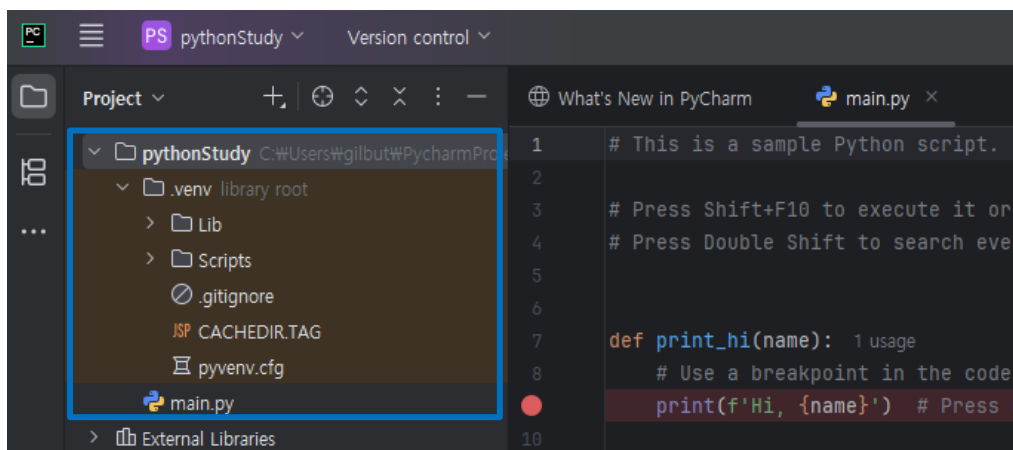 PC
PS pythonStudy Version control
Project
What's New in PyCharm
main.py
pythonStudy C:₩Users₩gilbut₩PycharmProje
.venv library root
Lib
Scripts
.gitignore
JSP CACHEDIR.TAG
pyvenv.cfg
main.py
External Libraries
1 # This is a sample Python script.
2
3 # Press Shift+F10 to execute it or
4 # Press Double Shift to search eve
5
6
7 def print_hi(name): 1 usage
8 # Use a breakpoint in the code
print(f'Hi, {name}') # Press
10